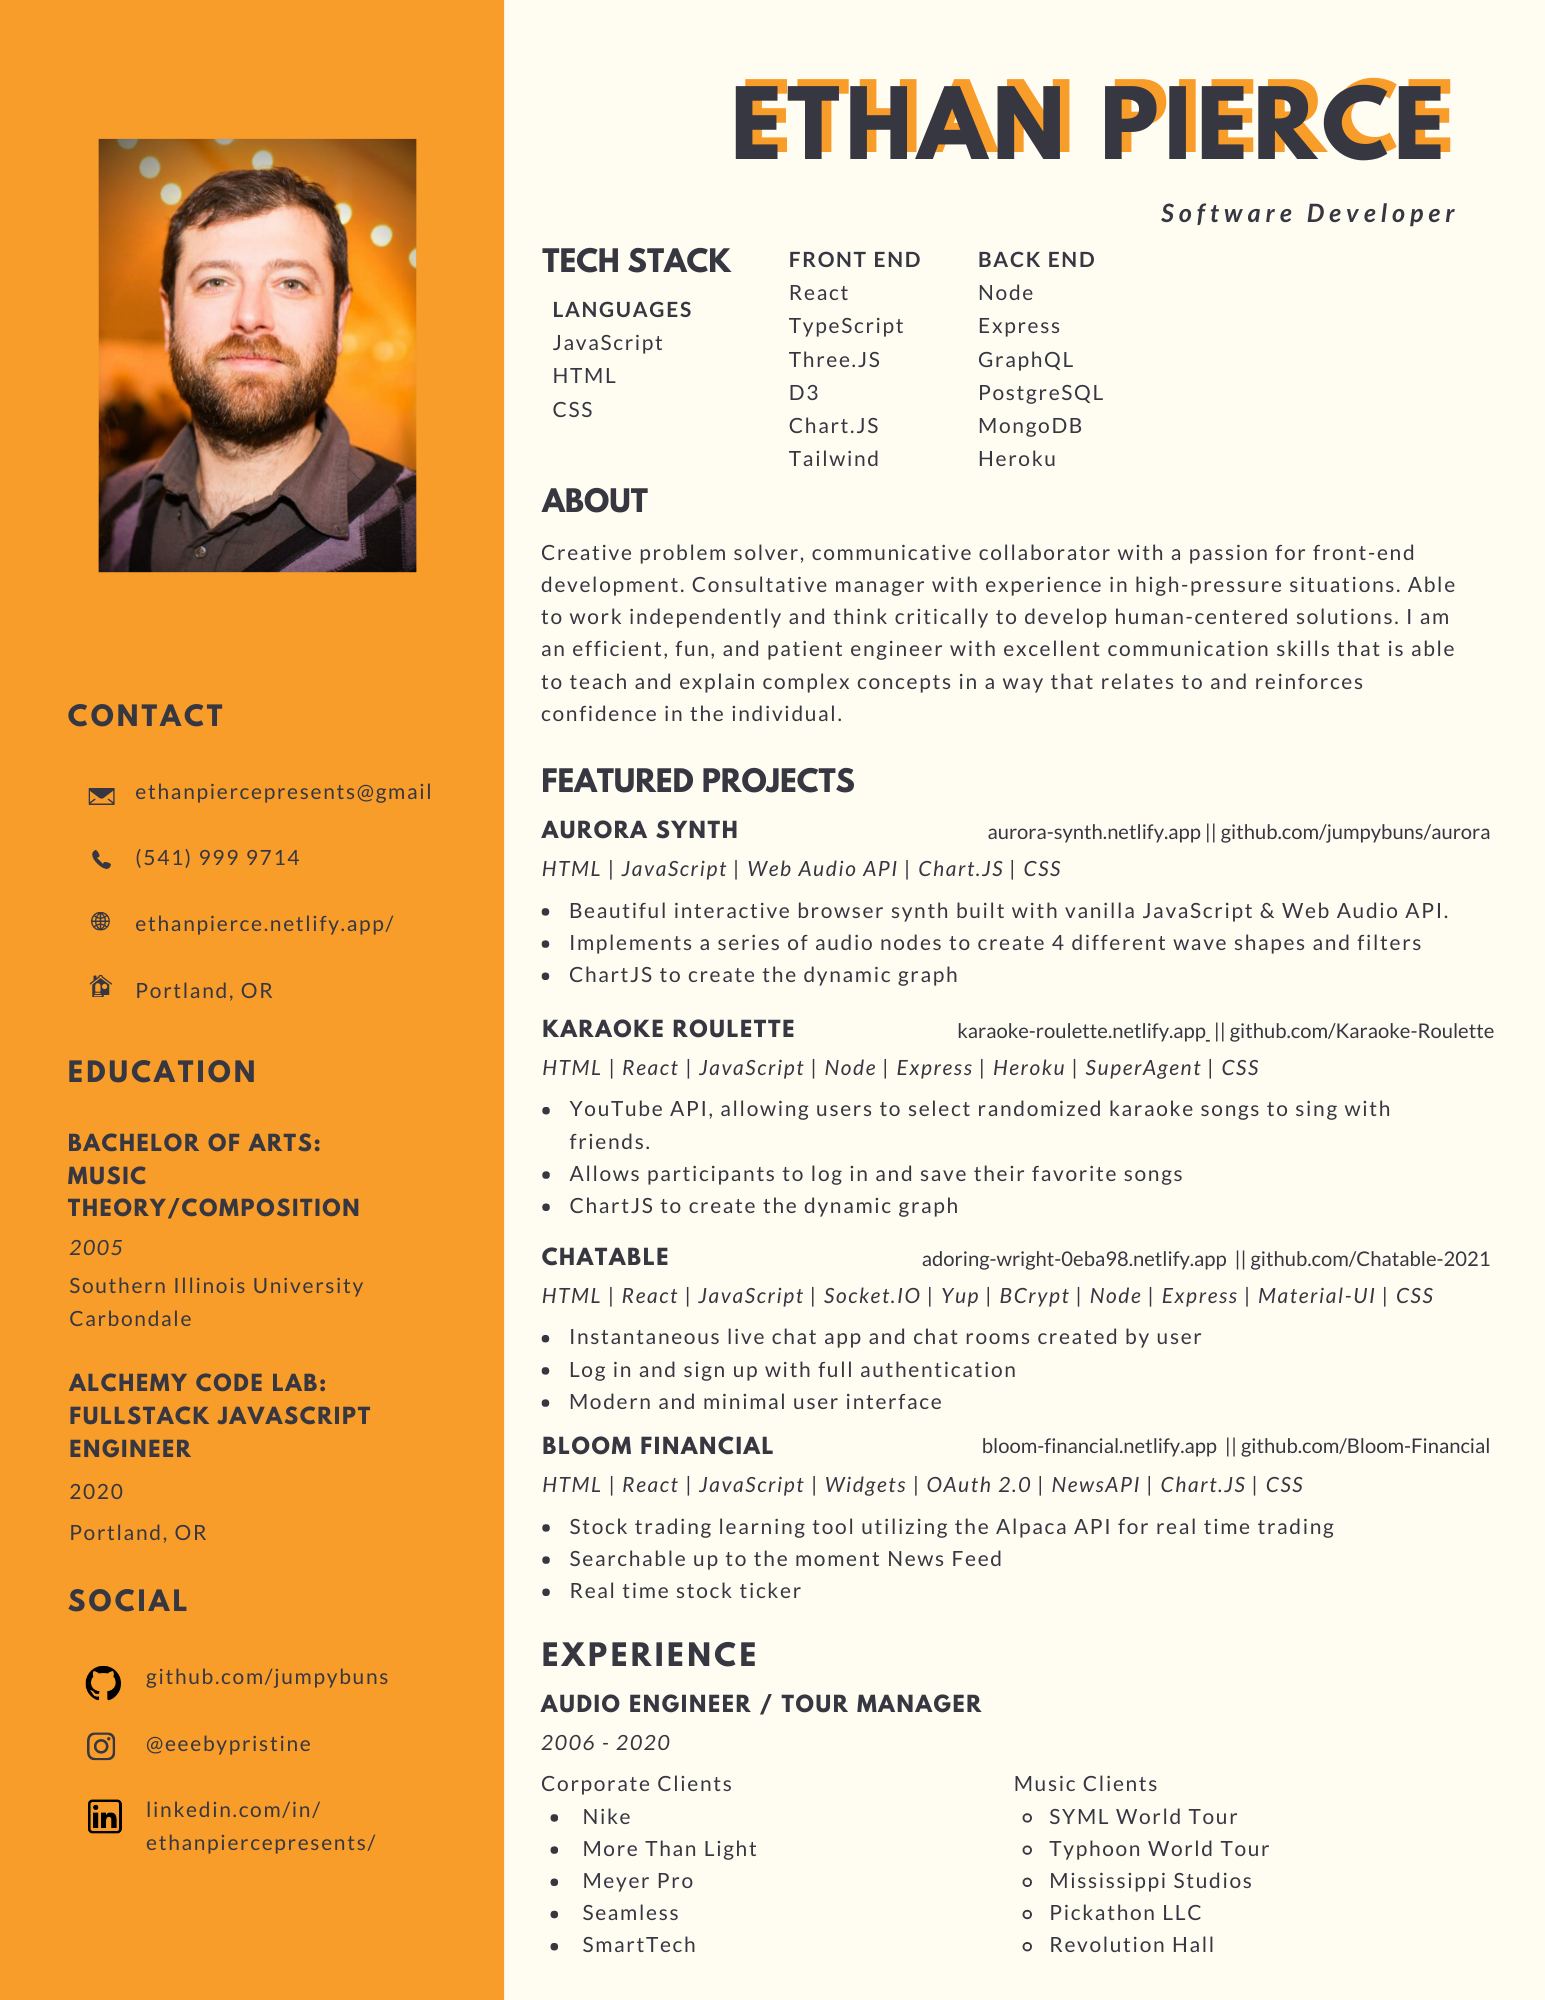 ETHAN PIERCE
Software Developer
CONTACT
ethanpiercepresents@gmail
(541) 999 9714
ethanpierce.netlify.app/
Portland, OR
EDUCATION
BACHELOR OF ARTS:
MUSIC
THEORY/COMPOSITION
2005
Southern Illinois University
Carbondale
ALCHEMY CODE LAB:
FULLSTACK JAVASCRIPT
ENGINEER
2020
Portland, OR
SOCIAL
github.com/jumpybuns
@eeebypristine
in
linkedin.com/in/
ethanpiercepresents/
TECH STACK
LANGUAGES
JavaScript
HTML
CSS
FRONT END
React
TypeScript
Three.JS
D3
Chart.JS
Tailwind
BACK END
Node
Express
GraphQL
PostgreSQL
MongoDB
Heroku
ABOUT
Creative problem solver, communicative collaborator with a passion for front-end
development. Consultative manager with experience in high-pressure situations. Able
to work independently and think critically to develop human-centered solutions. I am
an efficient, fun, and patient engineer with excellent communication skills that is able
to teach and explain complex concepts in a way that relates to and reinforces
confidence in the individual.
FEATURED PROJECTS
AURORA SYNTH aurora-synth.netlify.app || github.com/jumpybuns/aurora
HTML | JavaScript | Web Audio API | Chart.JS | CSS
• Beautiful interactive browser synth built with vanilla JavaScript & Web Audio API.
• Implements a series of audio nodes to create 4 different wave shapes and filters
• ChartJS to create the dynamic graph
KARAOKE ROULETTE karaoke-roulette.netlify.app || github.com/Karaoke-Roulette
HTML | React | JavaScript | Node | Express | Heroku | SuperAgent | CSS
• YouTube API, allowing users to select randomized karaoke songs to sing with
friends.
• Allows participants to log in and save their favorite songs
• ChartJS to create the dynamic graph
CHATABLE adoring-wright-0eba98.netlify.app || github.com/Chatable-2021
HTML | React | JavaScript | Socket.IO | Yup | BCrypt | Node | Express | Material-UI | CSS
• Instantaneous live chat app and chat rooms created by user
• Log in and sign up with full authentication
• Modern and minimal user interface
BLOOM FINANCIAL bloom-financial.netlify.app || github.com/Bloom-Financial
HTML | React | JavaScript | Widgets | OAuth 2.0 | NewsAPI | Chart.JS | CSS
• Stock trading learning tool utilizing the Alpaca API for real time trading
• Searchable up to the moment News Feed
• Real time stock ticker
EXPERIENCE
AUDIO ENGINEER / TOUR MANAGER
2006 - 2020
Corporate Clients
• Nike
• More Than Light
• Meyer Pro
• Seamless
• SmartTech
Music Clients
◦ SYML World Tour
◦ Typhoon World Tour
◦ Mississippi Studios
◦ Pickathon LLC
◦ Revolution Hall